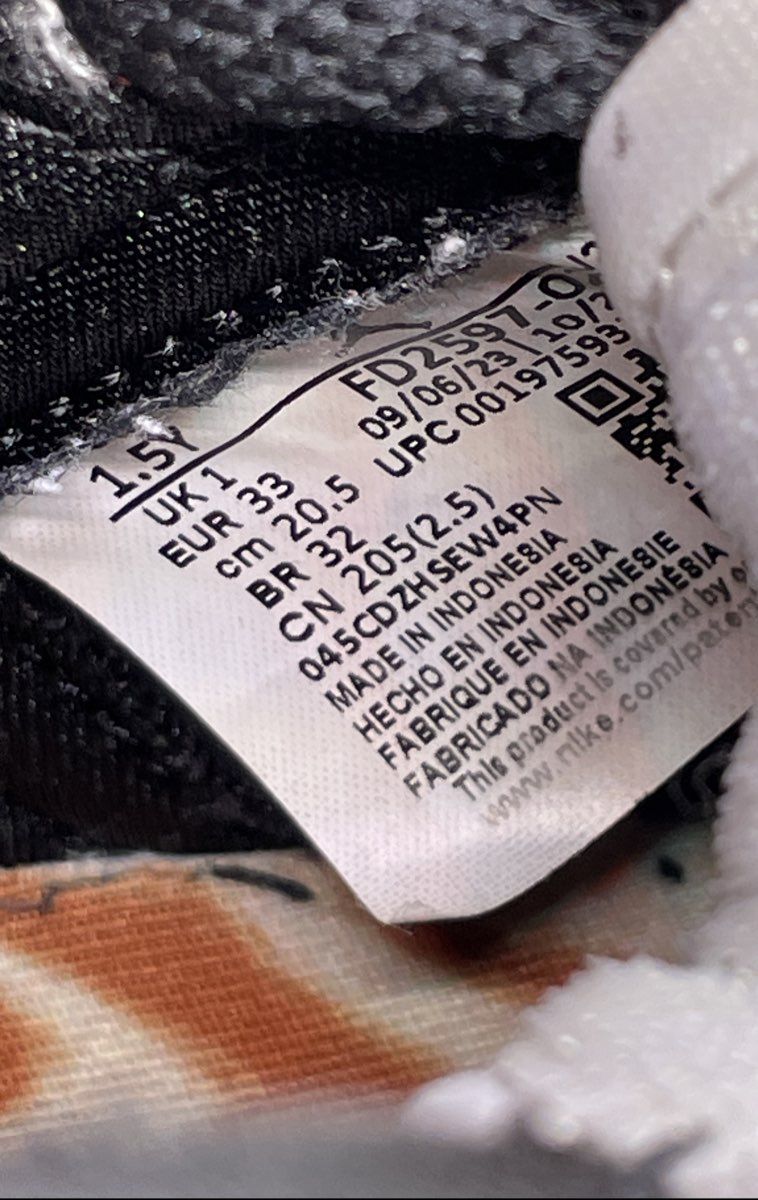 1.5Y
UK 1
EUR 33
cm 20.5
BR 32
CN 205(2.5)
FD2597-0
09/06/23 10/
UPC 00197593
045CDZHSEW4PN
MADE IN INDONESIA
HECHO EN INDONESIA
FABRIQUE EN INDONESIE
FABRICADO NA INDONÉSIA
This product is covered by
www.nike.com/paten